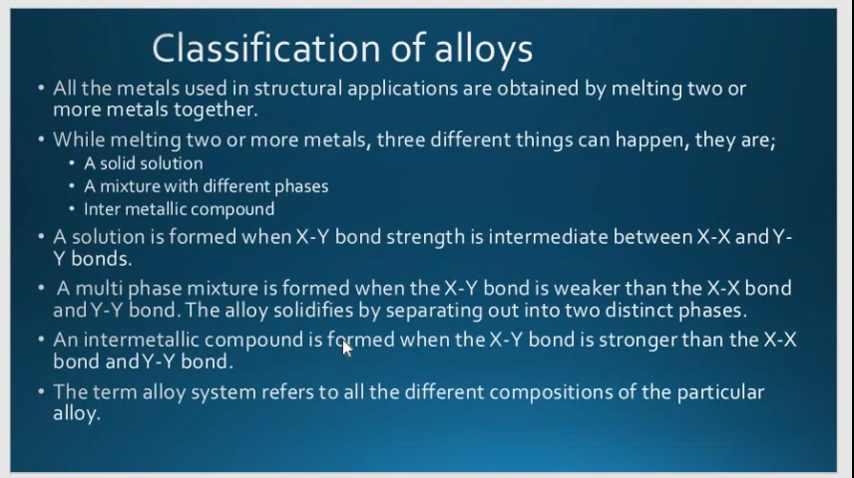 Classification of alloys
• All the metals used in structural applications are obtained by melting two or
more metals together.
• While melting two or more metals, three different things can happen, they are;
• A solid solution
• A mixture with different phases
• Inter metallic compound
• A solution is formed when X-Y bond strength is intermediate between X-X and Y-
Y bonds.
• A multi phase mixture is formed when the X-Y bond is weaker than the X-X bond
and Y-Y bond. The alloy solidifies by separating out into two distinct phases.
• An intermetallic compound is formed when the X-Y bond is stronger than the X-X
bond and Y-Y bond.
• The term alloy system refers to all the different compositions of the particular
alloy.